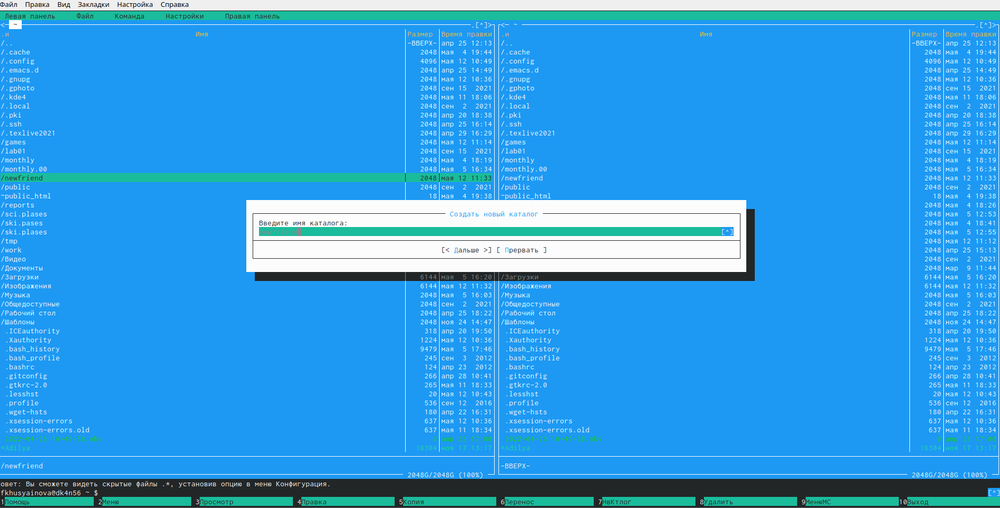 Файл Правка Вид Закладки Настройка Справка
Левая панель Файл Команда Настройки Правая панель
<─ ~ ─ .[^]> <─ ~ ─ .[^]>
.и Имя Размер Время правки .и Имя Размер Время правки
/.. -ВВЕРХ- апр 25 12:13 /.. -ВВЕРХ- апр 25 12:13
/.cache 2048 мая 4 19:44 /.cache 2048 мая 4 19:44
/.config 4096 мая 12 10:49 /.config 4096 мая 12 10:49
/.emacs.d 2048 апр 25 14:49 /.emacs.d 2048 апр 25 14:49
/.gnupg 2048 мая 12 10:36 /.gnupg 2048 мая 12 10:36
/.gphoto 2048 сен 15 2021 /.gphoto 2048 сен 15 2021
/.kde4 2048 мая 11 18:06 /.kde4 2048 мая 11 18:06
/.local 2048 сен 2 2021 /.local 2048 сен 2 2021
/.pki 2048 апр 20 18:38 /.pki 2048 апр 20 18:38
/.ssh 2048 апр 25 16:14 /.ssh 2048 апр 25 16:14
/.texlive2021 2048 апр 29 16:29 /.texlive2021 2048 апр 29 16:29
/games 2048 мая 12 11:14 /games 2048 мая 12 11:14
/lab01 2048 сен 15 2021 /lab01 2048 сен 15 2021
/monthly 2048 мая 4 18:19 /monthly 2048 мая 4 18:19
/monthly.00 2048 мая 5 16:34 /monthly.00 2048 мая 5 16:34
/newfriend 2048 мая 12 11:33 /newfriend 2048 мая 12 11:33
/public 2048 сен 2 2021 /public 2048 сен 2 2021
~public_html 18 мая 4 19:38 ~public_html 18 мая 4 19:38
/reports 2048 мая 4 18:26
/sci.plases Создать новый каталог 2048 мая 5 12:53
/ski.pases Введите имя каталога: 2048 мая 4 18:41
/ski.plases newfriend [^] 2048 мая 5 12:55
/tmp 2048 мая 12 11:12
/work [< Дальше >] [ Прервать ] 2048 апр 25 15:13
/Видео 2048 сен 2 2021
/Документы 2048 мар 9 11:44
/Загрузки 6144 мая 5 16:20 /Загрузки 6144 мая 5 16:20
/Изображения 6144 мая 12 11:32 /Изображения 6144 мая 12 11:32
/Музыка 2048 мая 5 16:03 /Музыка 2048 мая 5 16:03
/Общедоступные 2048 сен 2 2021 /Общедоступные 2048 сен 2 2021
/Рабочий стол 2048 апр 25 18:22 /Рабочий стол 2048 апр 25 18:22
/Шаблоны 2048 ноя 24 14:47 /Шаблоны 2048 ноя 24 14:47
.ICEauthority 318 апр 20 19:50 .ICEauthority 318 апр 20 19:50
.Xauthority 1224 мая 12 10:36 .Xauthority 1224 мая 12 10:36
.bash_history 9479 мая 5 17:46 .bash_history 9479 мая 5 17:46
.bash_profile 245 сен 3 2012 .bash_profile 245 сен 3 2012
.bashrc 124 апр 23 2012 .bashrc 124 апр 23 2012
.gitconfig 266 апр 28 10:41 .gitconfig 266 апр 28 10:41
.gtkrc-2.0 265 мая 11 18:33 .gtkrc-2.0 265 мая 11 18:33
.lesshst 20 мая 12 10:43 .lesshst 20 мая 12 10:43
.profile 536 сен 12 2016 .profile 536 сен 12 2016
.wget-hsts 180 апр 22 16:31 .wget-hsts 180 апр 22 16:31
.xsession-errors 637 мая 12 10:36 .xsession-errors 637 мая 12 10:36
.xsession-errors.old 637 мая 11 18:34 .xsession-errors.old 637 мая 11 18:34
*Adilya 16304 ноя 17 13:17 *Adilya 16304 ноя 17 13:17
/newfriend -ВВЕРХ-
2048G/2048G (100%) 2048G/2048G (100%)
овет: Вы сможете видеть скрытые файлы .*, установив опцию в меню Конфигурация.
fkhusyainova@dk4n56 ~ $ [^]
1Помощь 2Меню 3Просмотр 4Правка 5Копия 6Перенос 7НвКтлог 8Удалить 9МенюMC 10Выход